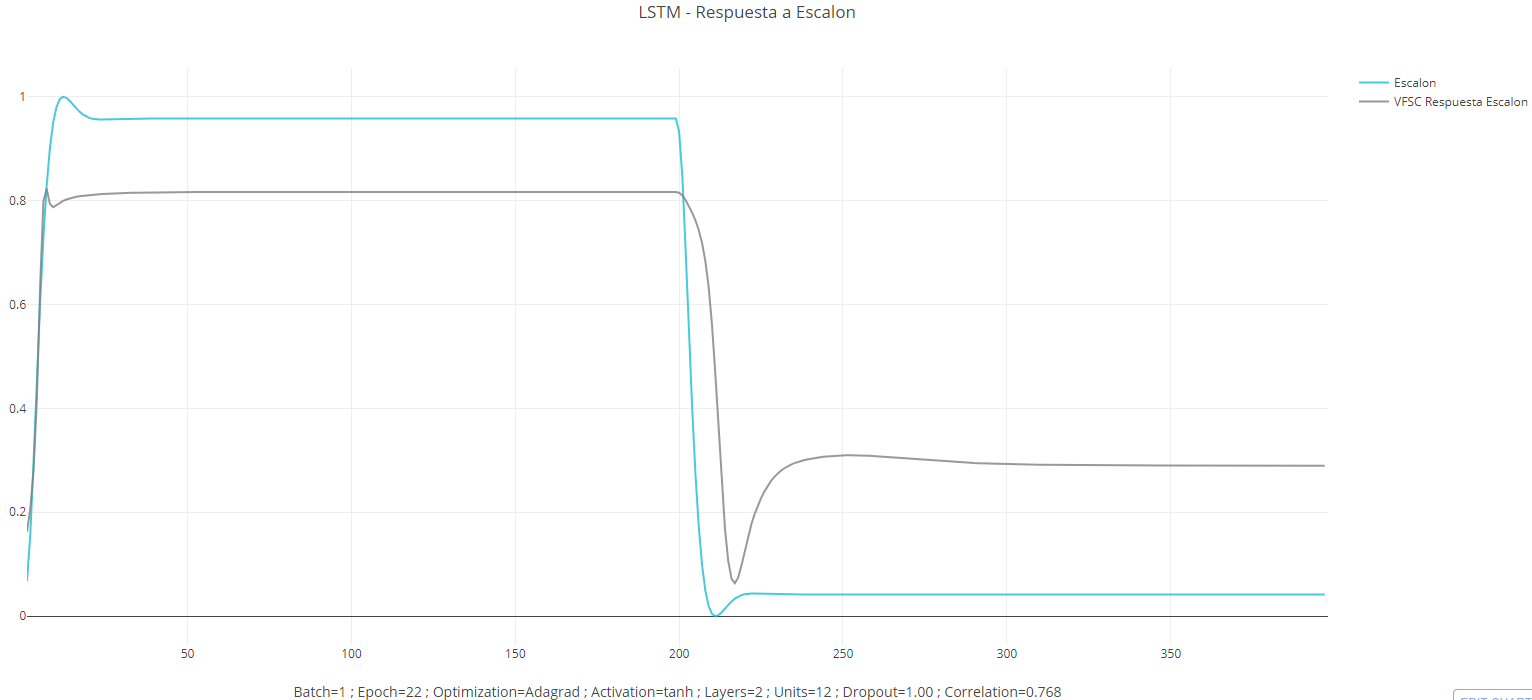 LSTM - Respuesta a Escalon
Escalon
VFSC Respuesta Escalon
1
0.8
0.6
0.4
0.2
0
50 100 150 200 250 300 350
Batch=1 ; Epoch=22 ; Optimization=Adagrad ; Activation=tanh ; Layers=2 ; Units=12 ; Dropout=1.00 ; Correlation=0.768